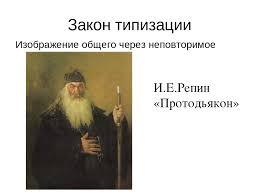 Закон типизации
Изображение общего через неповторимое
И.Е.Репин
«Протодьякон»